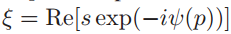 ξ = Re[s exp(−iψ(p))]